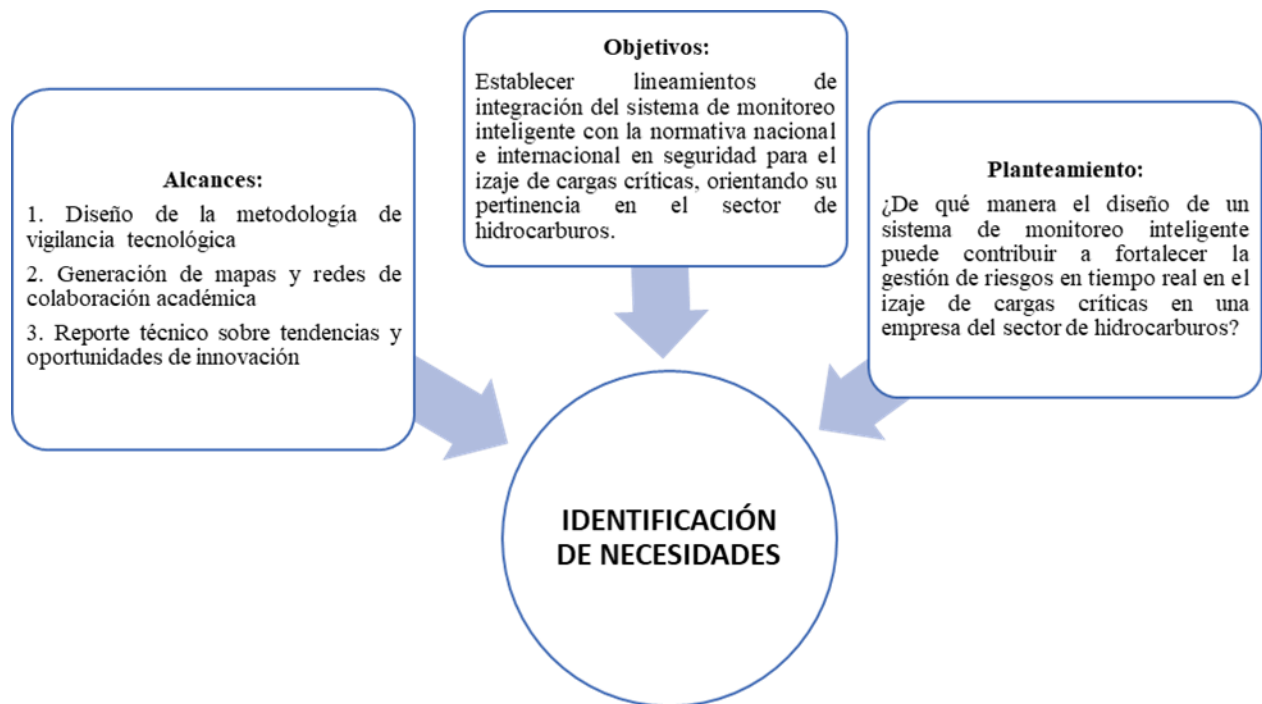 Alcances:
1. Diseño de la metodología de
vigilancia tecnológica
2. Generación de mapas y redes de
colaboración académica
3. Reporte técnico sobre tendencias y
oportunidades de innovación
Objetivos:
Establecer lineamientos de
integración del sistema de monitoreo
inteligente con la normativa nacional
e internacional en seguridad para el
izaje de cargas críticas, orientando su
pertinencia en el sector de
hidrocarburos.
Planteamiento:
¿De qué manera el diseño de un
sistema de monitoreo inteligente
puede contribuir a fortalecer la
gestión de riesgos en tiempo real en el
izaje de cargas críticas en una
empresa del sector de hidrocarburos?
IDENTIFICACIÓN
DE NECESIDADES